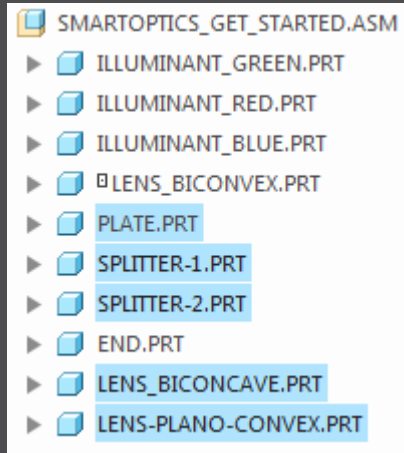 SMARTOPTICS_GET_STARTED.ASM
ILLUMINANT_GREEN.PRT
ILLUMINANT_RED.PRT
ILLUMINANT_BLUE.PRT
LENS_BICONVEX.PRT
PLATE.PRT
SPLITTER-1.PRT
SPLITTER-2.PRT
END.PRT
LENS_BICONCAVE.PRT
LENS-PLANO-CONVEX.PRT